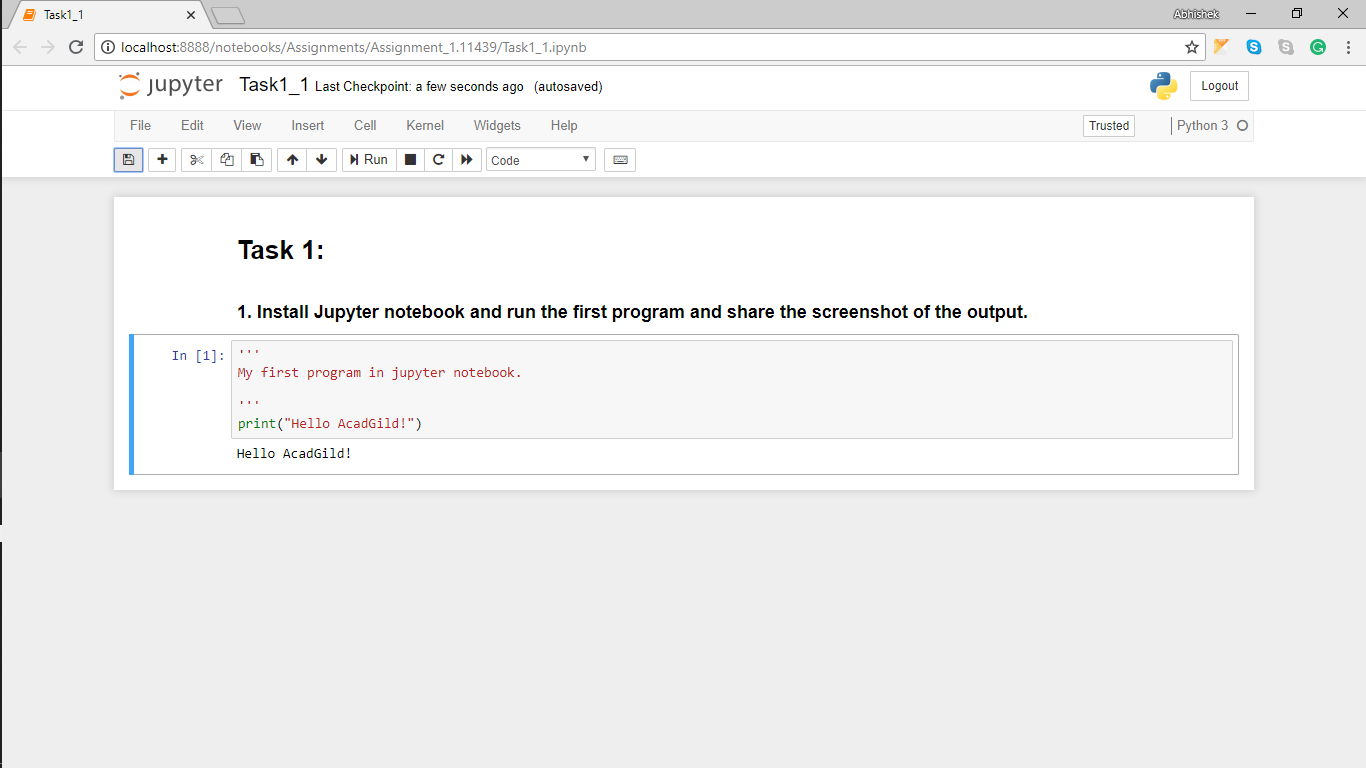 Task1_1
Abhishek
localhost:8888/notebooks/Assignments/Assignment_1.11439/Task1_1.ipynb
jupyter Task1_1 Last Checkpoint: a few seconds ago (autosaved)
Logout
File Edit View Insert Cell Kernel Widgets Help
Trusted
Python 3
Run
Code
Task 1:
1. Install Jupyter notebook and run the first program and share the screenshot of the output.
In [1]: '''
My first program in jupyter notebook.
'''
print("Hello AcadGild!")
Hello AcadGild!